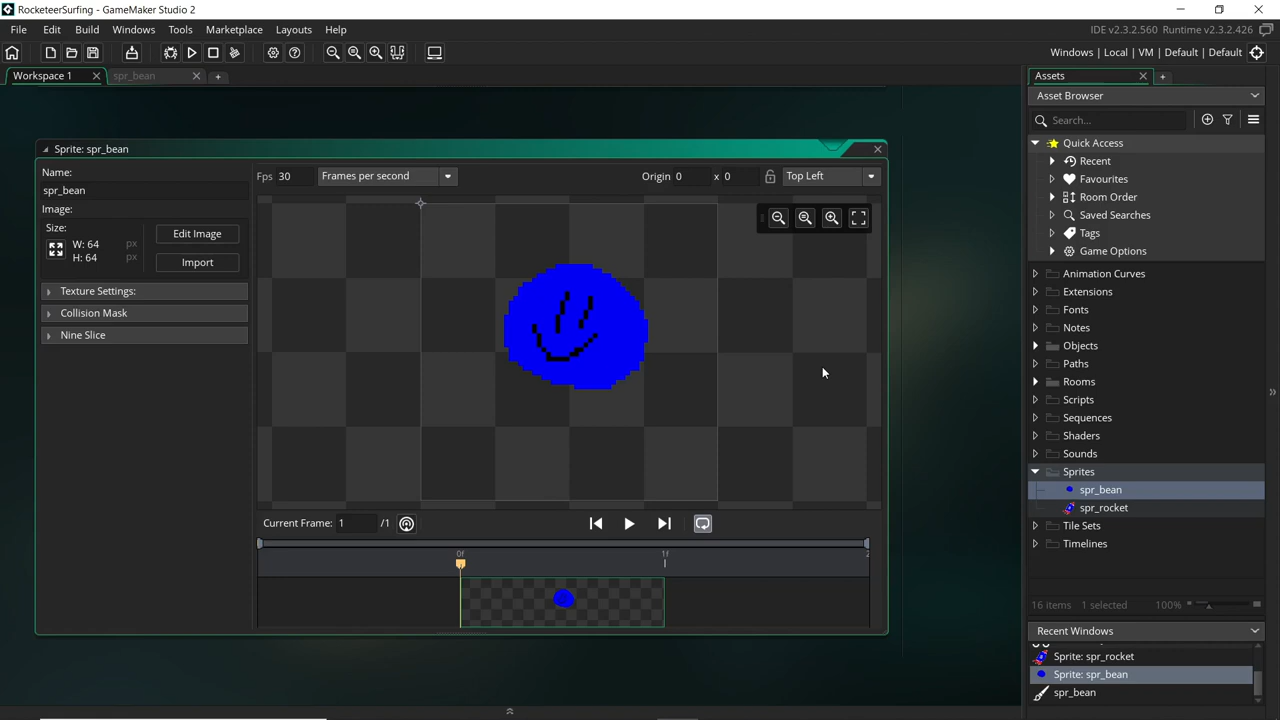 RocketeerSurfing - GameMaker Studio 2
File Edit Build Windows Tools Marketplace Layouts Help
IDE v2.3.2.560 Runtime v2.3.2.426
Windows | Local | VM | Default | Default
Workspace 1
spr_bean
Assets
Asset Browser
Search...
Quick Access
Recent
Favourites
Room Order
Saved Searches
Tags
Game Options
Animation Curves
Extensions
Fonts
Notes
Objects
Paths
Rooms
Scripts
Sequences
Shaders
Sounds
Sprites
spr_bean
spr_rocket
Tile Sets
Timelines
16 items 1 selected 100%
Recent Windows
Sprite: spr_rocket
Sprite: spr_bean
spr_bean
Sprite: spr_bean
Name:
spr_bean
Image:
Size:
W: 64 px
H: 64 px
Edit Image
Import
Texture Settings:
Collision Mask
Nine Slice
Fps 30 Frames per second
Origin 0 x 0 Top Left
Current Frame: 1 /1
0f 1f